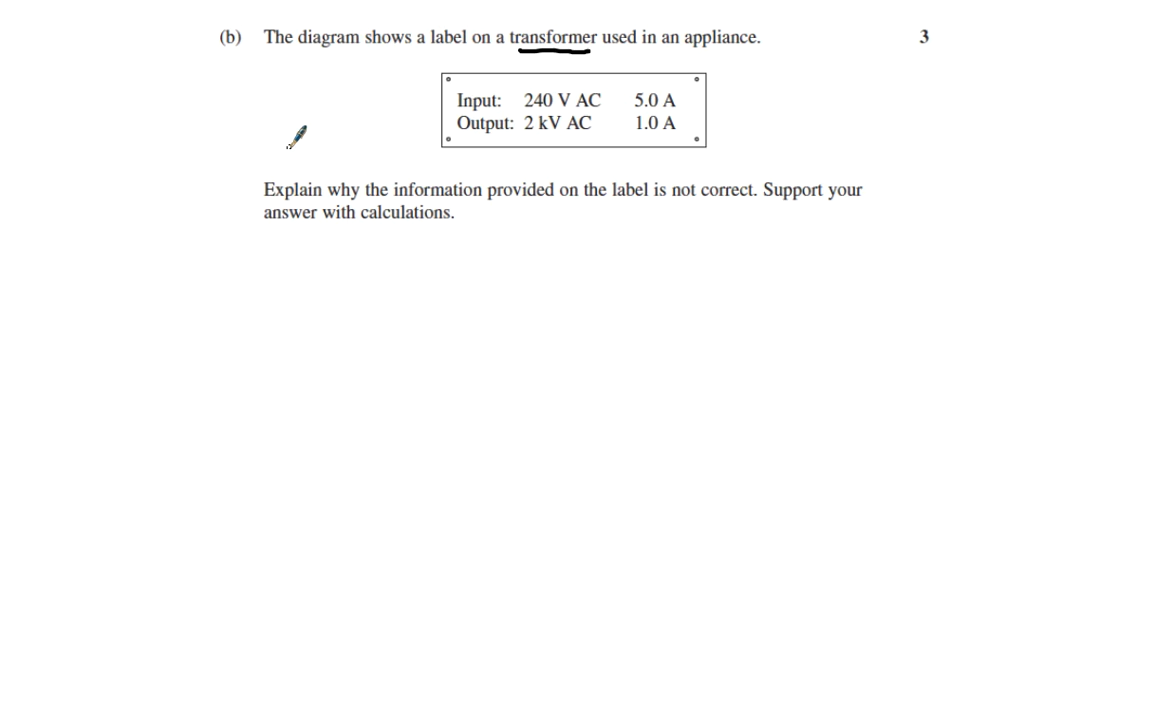 (b) The diagram shows a label on a transformer used in an appliance. 3
Input: 240 V AC 5.0 A
Output: 2 kV AC 1.0 A
Explain why the information provided on the label is not correct. Support your
answer with calculations.